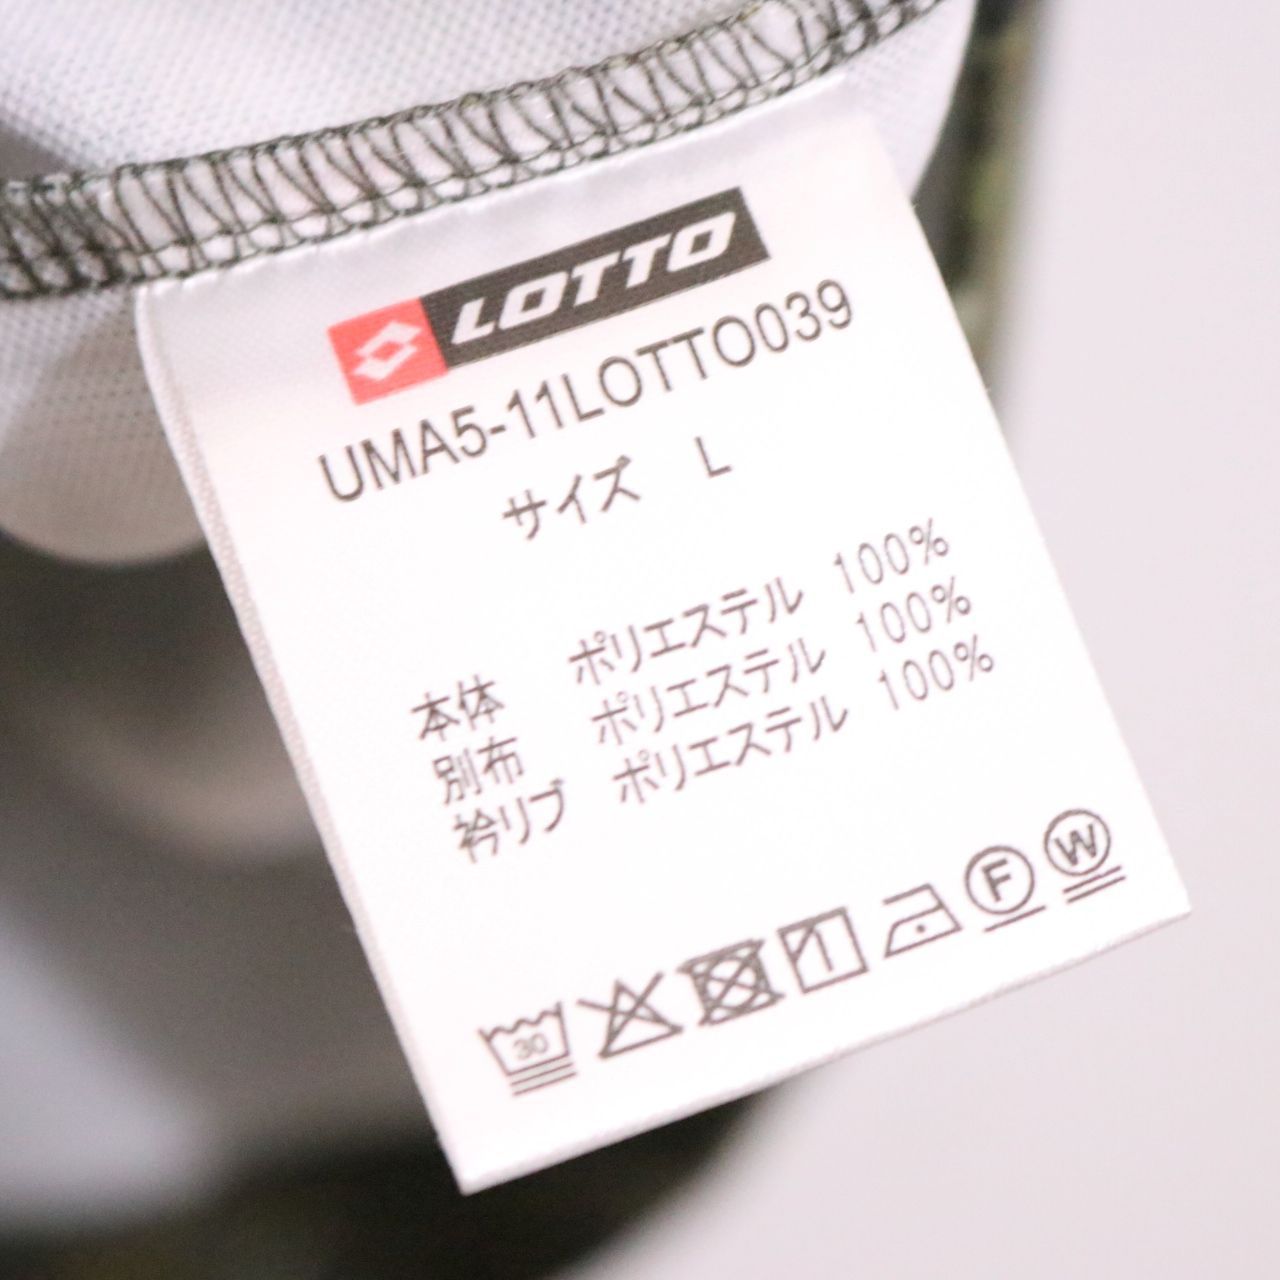 LOTTO
UMA5-11LOTTO039
サイズ L
本体 ポリエステル 100%
別布 ポリエステル 100%
衿リブ ポリエステル 100%
30 F W